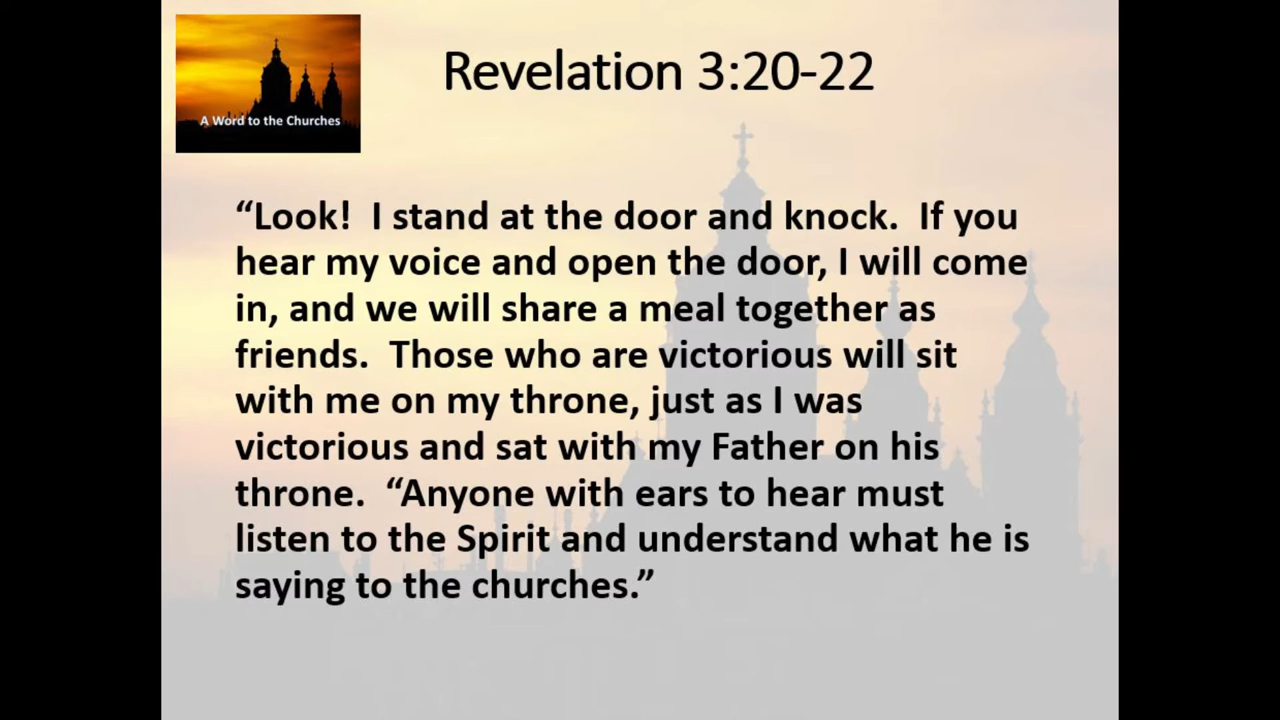 A Word to the Churches
Revelation 3:20-22
“Look!  I stand at the door and knock.  If you
hear my voice and open the door, I will come
in, and we will share a meal together as
friends.  Those who are victorious will sit
with me on my throne, just as I was
victorious and sat with my Father on his
throne.  “Anyone with ears to hear must
listen to the Spirit and understand what he is
saying to the churches.”